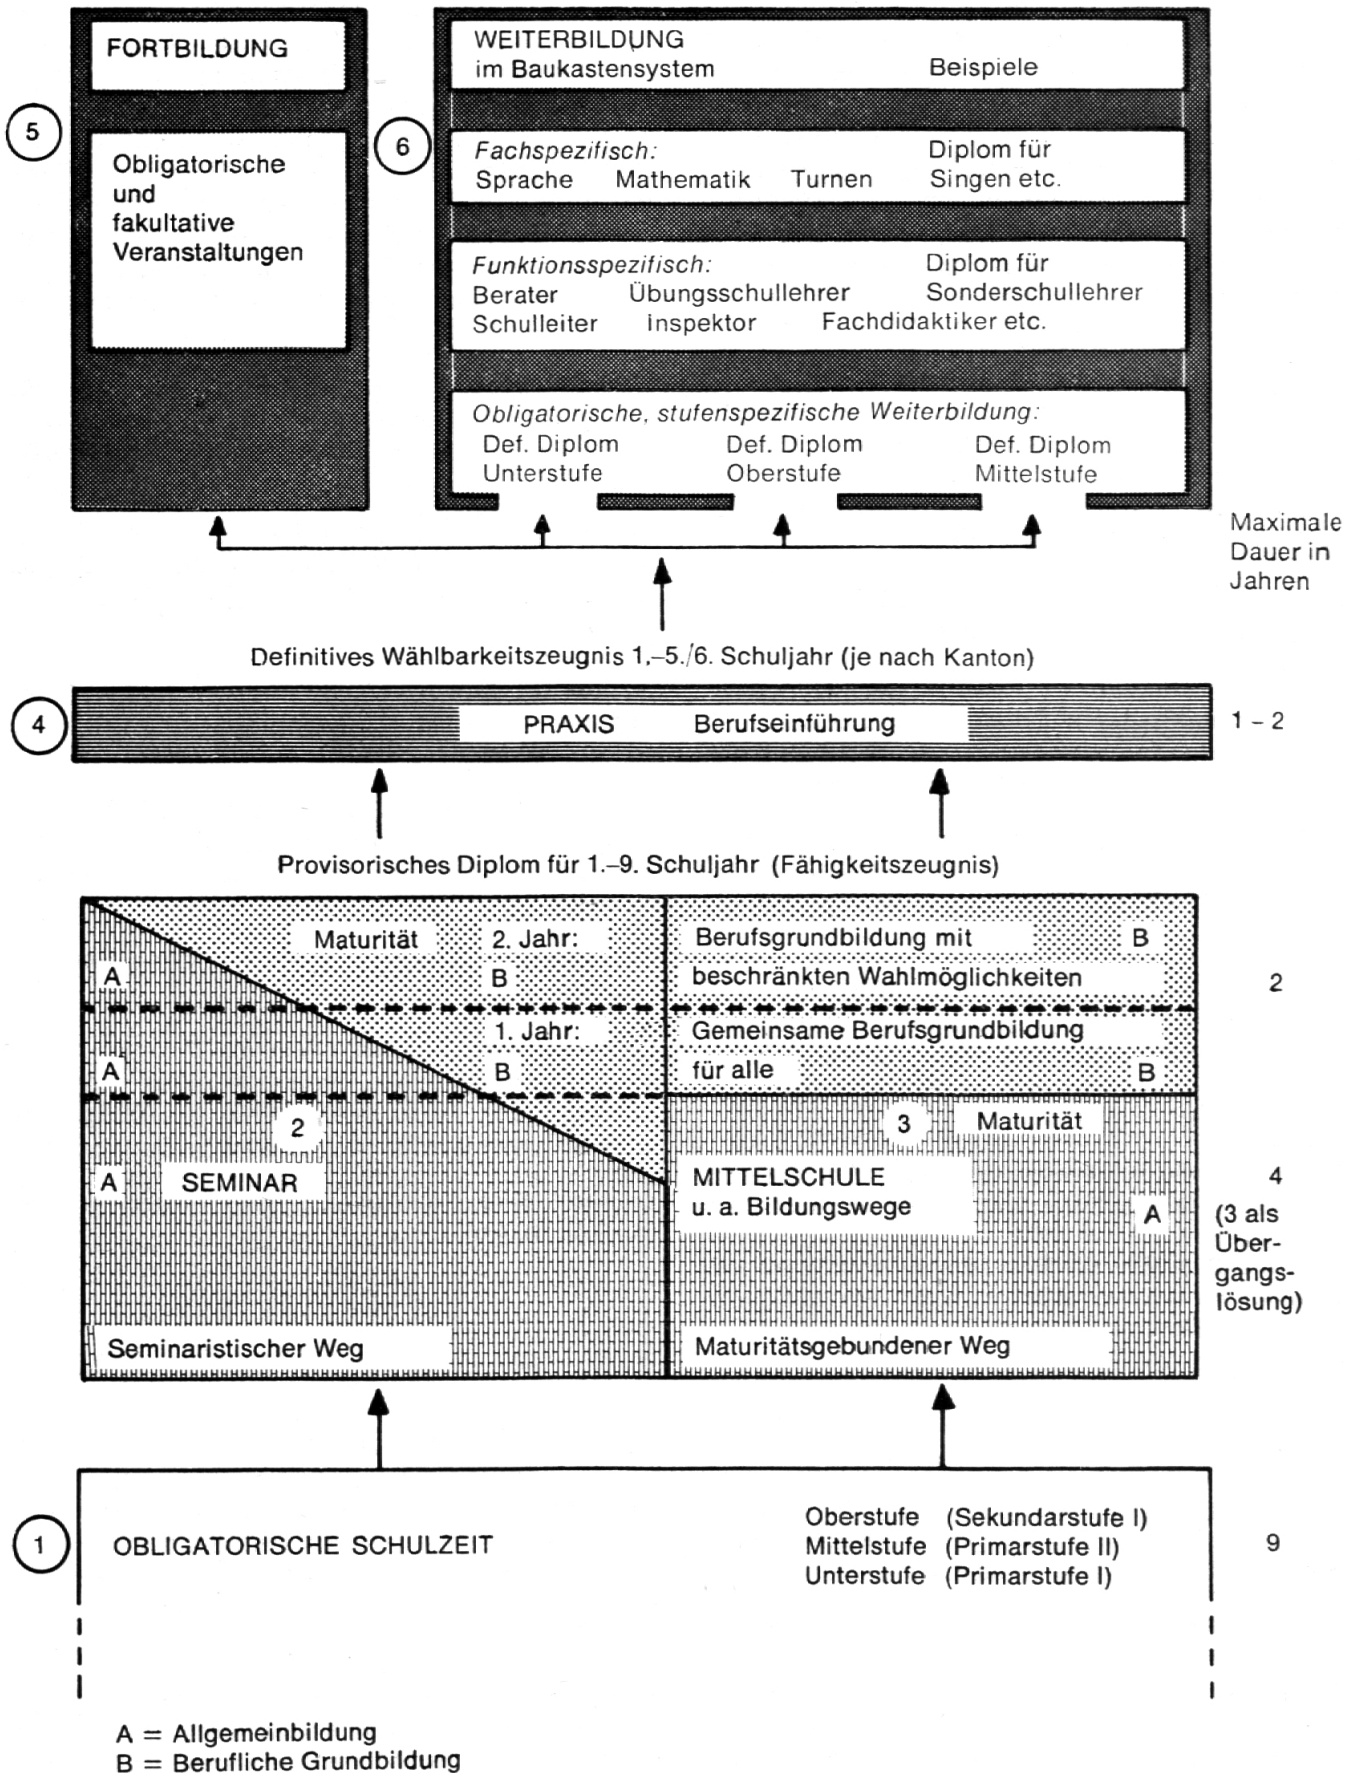 FORTBILDUNG
5
Obligatorische
und
fakultative
Veranstaltungen
WEITERBILDUNG
im Baukastensystem Beispiele
6
Fachspezifisch: Diplom für
Sprache Mathematik Turnen Singen etc.
Funktionsspezifisch: Diplom für
Berater Übungsschullehrer Sonderschullehrer
Schulleiter Inspektor Fachdidaktiker etc.
Obligatorische, stufenspezifische Weiterbildung:
Def. Diplom Def. Diplom Def. Diplom
Unterstufe Oberstufe Mittelstufe
Maximale
Dauer in
Jahren
Definitives Wählbarkeitszeugnis 1.–5./6. Schuljahr (je nach Kanton)
4 PRAXIS Berufseinführung 1 – 2
Provisorisches Diplom für 1.–9. Schuljahr (Fähigkeitszeugnis)
Maturität 2. Jahr: Berufsgrundbildung mit B
A B beschränkten Wahlmöglichkeiten 2
1. Jahr: Gemeinsame Berufsgrundbildung
A B für alle B
2 3 Maturität
A SEMINAR MITTELSCHULE 4
u. a. Bildungswege A (3 als
Über-
gangs-
lösung)
Seminaristischer Weg Maturitätsgebundener Weg
Oberstufe (Sekundarstufe I)
1 OBLIGATORISCHE SCHULZEIT Mittelstufe (Primarstufe II) 9
Unterstufe (Primarstufe I)
A = Allgemeinbildung
B = Berufliche Grundbildung